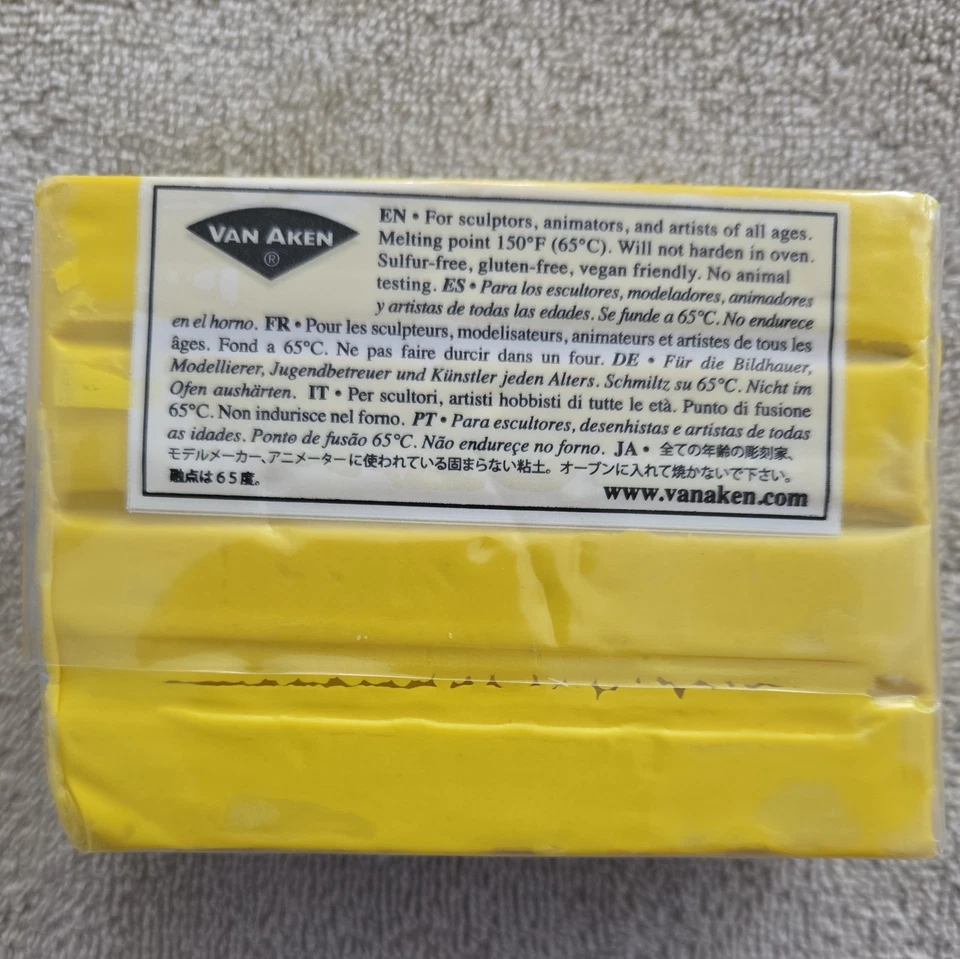 VAN AKEN
®
EN • For sculptors, animators, and artists of all ages.
Melting point 150°F (65°C). Will not harden in oven.
Sulfur-free, gluten-free, vegan friendly. No animal
testing. ES • Para los escultores, modeladores, animadores
y artistas de todas las edades. Se funde a 65°C. No endurece
en el horno. FR • Pour les sculpteurs, modelisateurs, animateurs et artistes de tous les
âges. Fond a 65°C. Ne pas faire durcir dans un four. DE • Für die Bildhauer,
Modellierer, Jugendbetreuer und Künstler jeden Alters. Schmiltz su 65°C. Nicht im
Ofen aushärten. IT • Per scultori, artisti hobbisti di tutte le età. Punto di fusione
65°C. Non indurisce nel forno. PT • Para escultores, desenhistas e artistas de todas
as idades. Ponto de fusão 65°C. Não endureçe no forno. JA • 全ての年齢の彫刻家、
モデルメーカー、アニメーターに使われている固まらない粘土。オーブンに入れて焼かないで下さい。
融点は65度。
www.vanaken.com